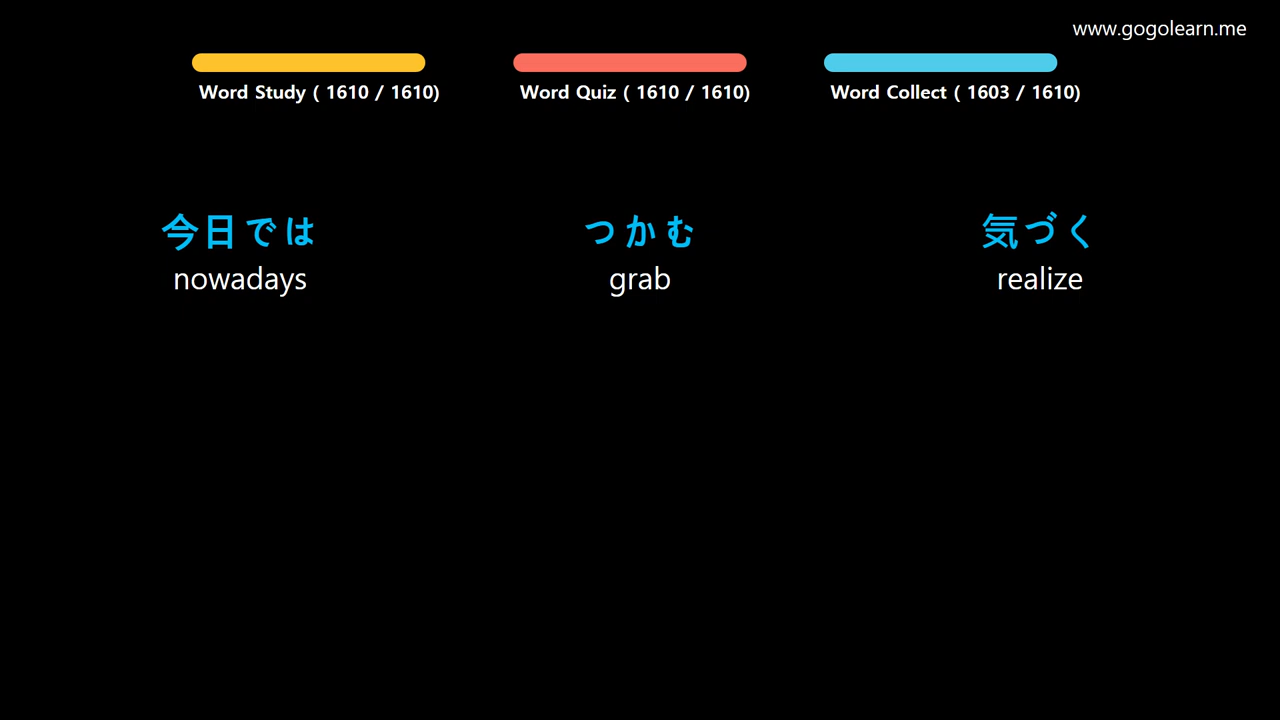 www.gogolearn.me
Word Study ( 1610 / 1610)
Word Quiz ( 1610 / 1610)
Word Collect ( 1603 / 1610)
今日では
nowadays
つかむ
grab
気づく
realize